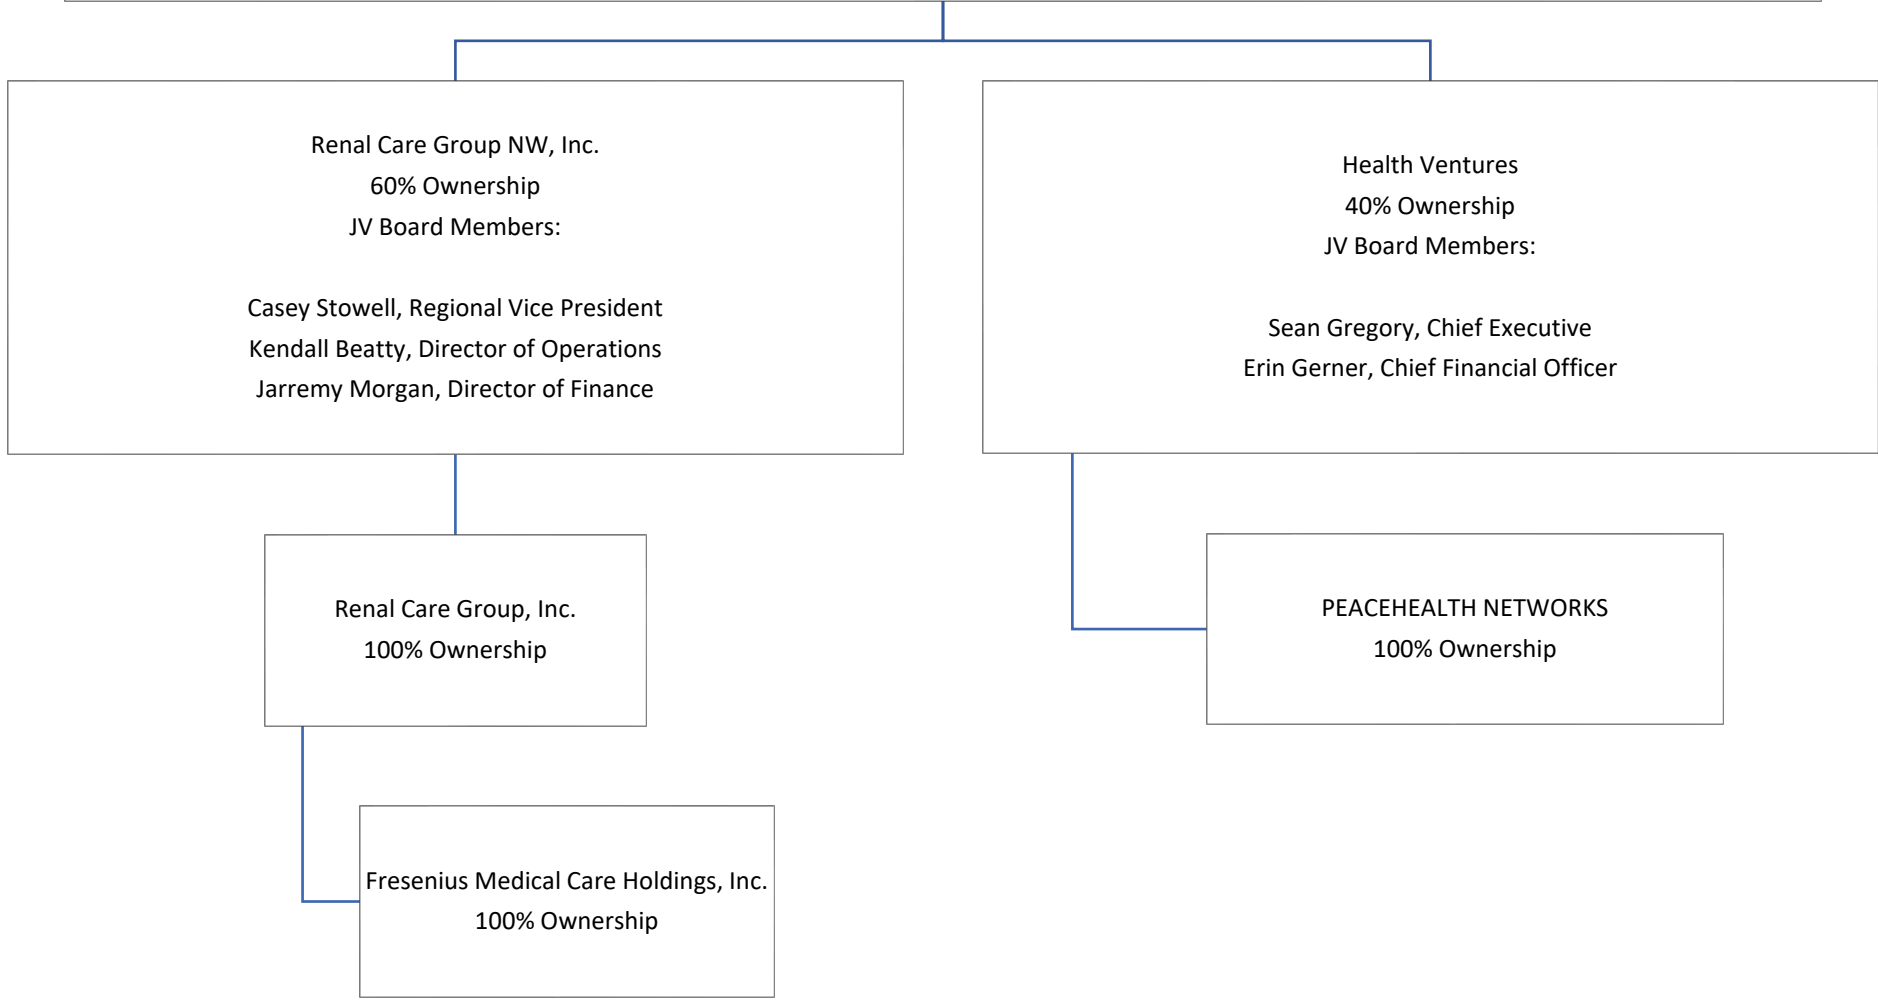 Renal Care Group NW, Inc.
60% Ownership
JV Board Members:
Casey Stowell, Regional Vice President
Kendall Beatty, Director of Operations
Jarremy Morgan, Director of Finance
Health Ventures
40% Ownership
JV Board Members:
Sean Gregory, Chief Executive
Erin Gerner, Chief Financial Officer
Renal Care Group, Inc.
100% Ownership
PEACEHEALTH NETWORKS
100% Ownership
Fresenius Medical Care Holdings, Inc.
100% Ownership